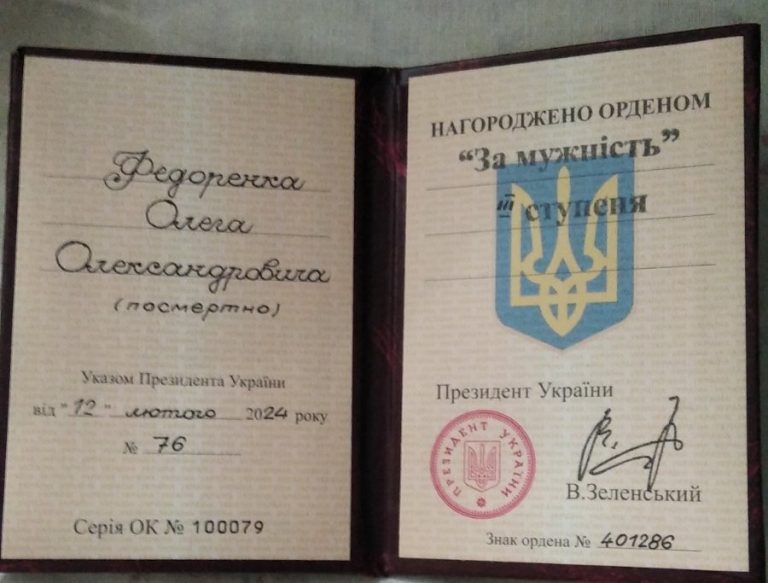 Федоренка
Олега
Олександровича
(посмертно)
Указом Президента України
від "12" лютого 2024 року
№ 76
Серія ОК № 100079
НАГОРОДЖЕНО ОРДЕНОМ
“За мужність”
III ступеня
Президент України
ПРЕЗИДЕНТ УКРАЇНИ
В.Зеленський
Знак ордена № 401286